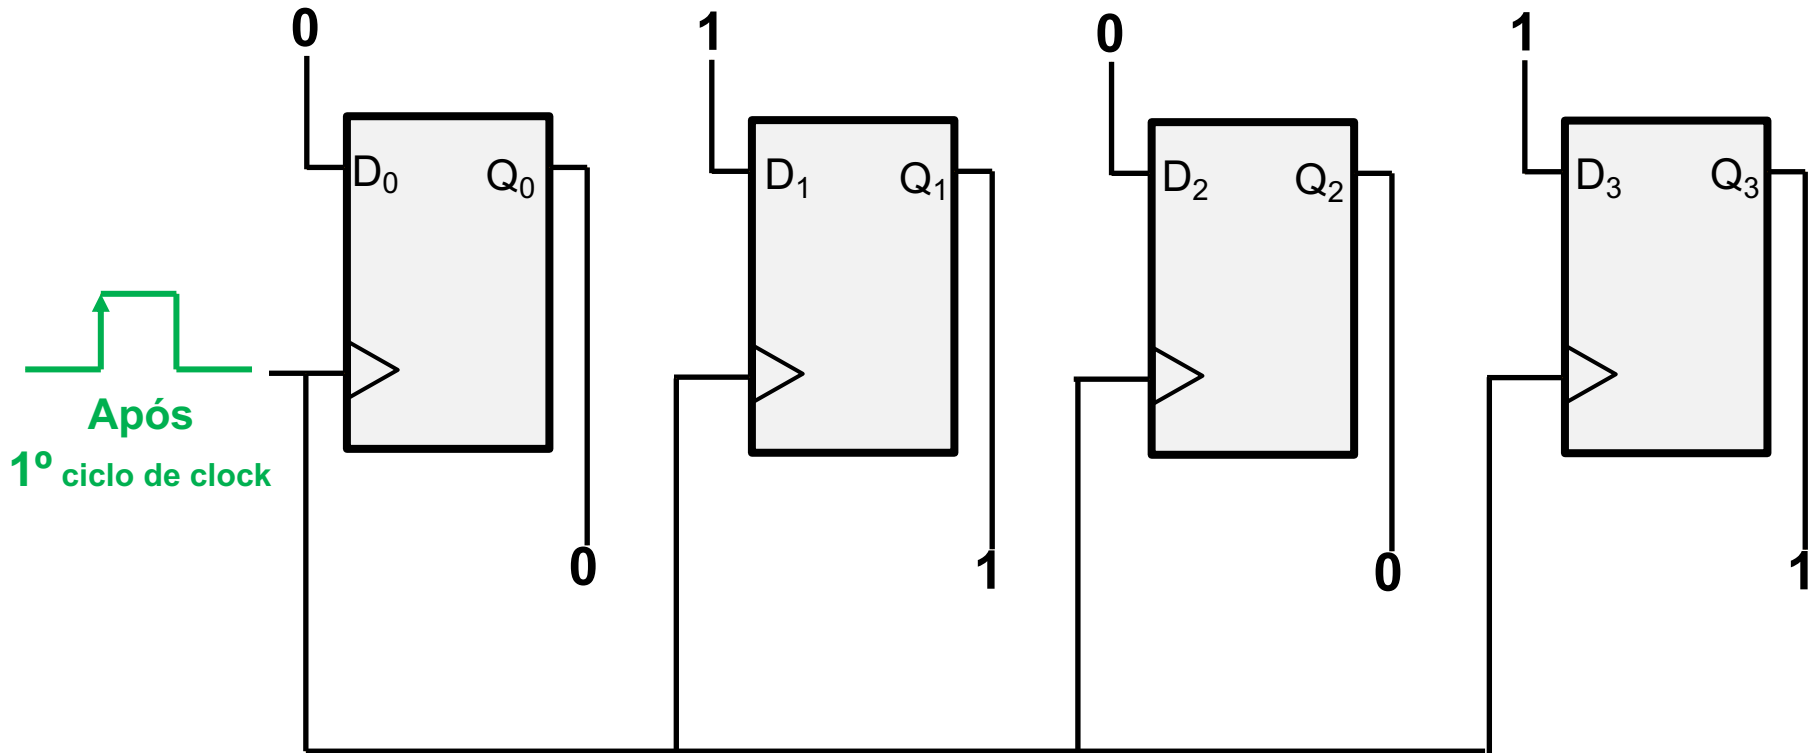 0 1 0 1
D₀ Q₀ D₁ Q₁ D₂ Q₂ D₃ Q₃
Após
1º ciclo de clock
0 1 0 1